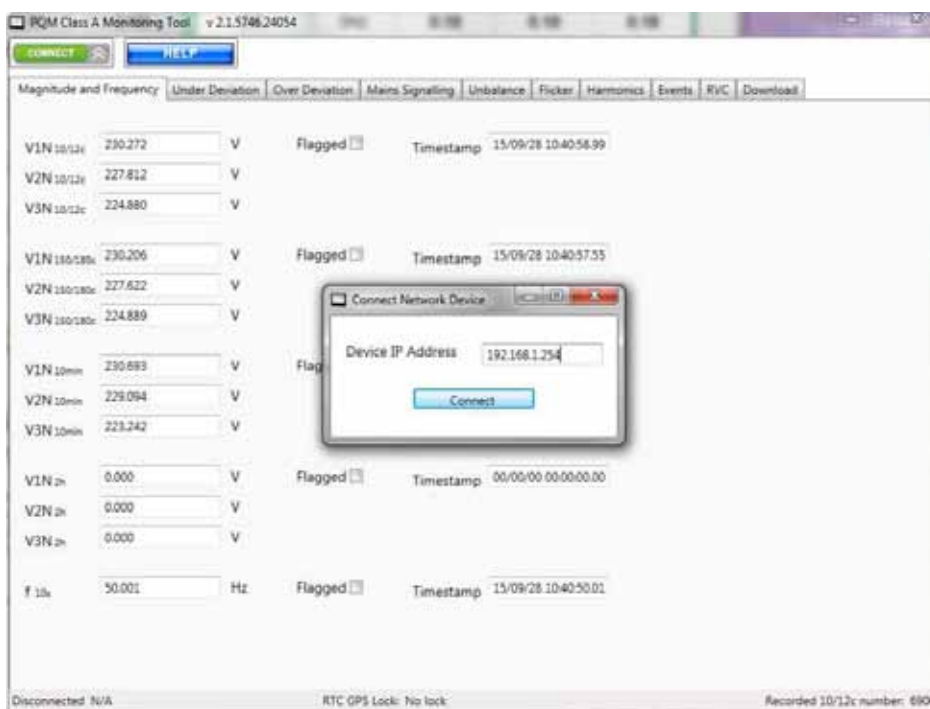 PQM Class A Monitoring Tool v 2.1.5746.24054
CONNECT HELP
Magnitude and Frequency Under Deviation Over Deviation Mains Signalling Unbalance Flicker Harmonics Events RVC Download
V1N 10/12c 230.272 V Flagged Timestamp 15/09/28 10:40:58.99
V2N 10/12c 227.812 V
V3N 10/12c 224.880 V
V1N 150/180c 230.206 V Flagged Timestamp 15/09/28 10:40:57.55
V2N 150/180c 227.622 V
V3N 150/180c 224.889 V
Connect Network Device
Device IP Address 192.168.1.254
Connect
V1N 10min 230.693 V Flag
V2N 10min 229.094 V
V3N 10min 223.242 V
V1N 2h 0.000 V Flagged Timestamp 00/00/00 00:00:00.00
V2N 2h 0.000 V
V3N 2h 0.000 V
f 10s 50.001 Hz Flagged Timestamp 15/09/28 10:40:50.01
Disconnected N/A RTC GPS Lock: No lock Recorded 10/12c number: 690